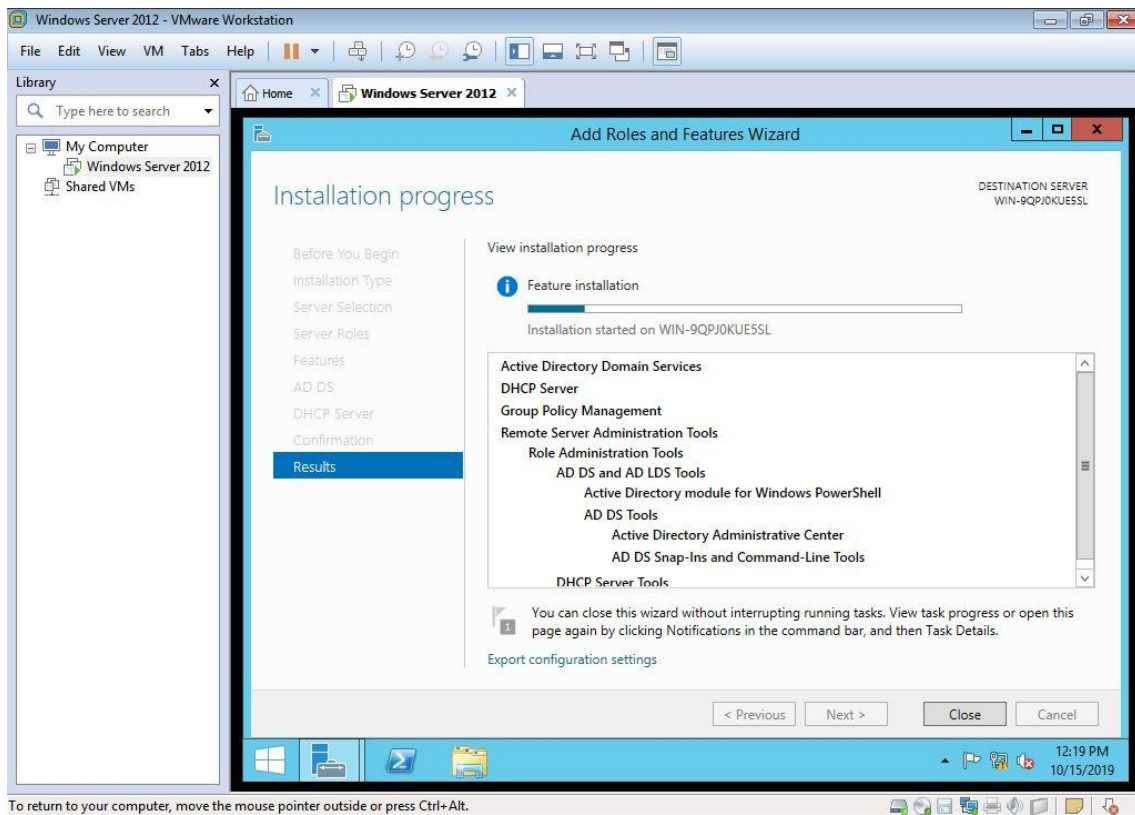 Windows Server 2012 - VMware Workstation
File Edit View VM Tabs Help
Library
Type here to search
My Computer
Windows Server 2012
Shared VMs
Home
Windows Server 2012
Add Roles and Features Wizard
Installation progress
DESTINATION SERVER
WIN-9QPJ0KUE5SL
Before You Begin
Installation Type
Server Selection
Server Roles
Features
AD DS
DHCP Server
Confirmation
Results
View installation progress
Feature installation
Installation started on WIN-9QPJ0KUE5SL
Active Directory Domain Services
DHCP Server
Group Policy Management
Remote Server Administration Tools
Role Administration Tools
AD DS and AD LDS Tools
Active Directory module for Windows PowerShell
AD DS Tools
Active Directory Administrative Center
AD DS Snap-Ins and Command-Line Tools
DHCP Server Tools
1
You can close this wizard without interrupting running tasks. View task progress or open this
page again by clicking Notifications in the command bar, and then Task Details.
Export configuration settings
< Previous Next > Close Cancel
12:19 PM
10/15/2019
To return to your computer, move the mouse pointer outside or press Ctrl+Alt.